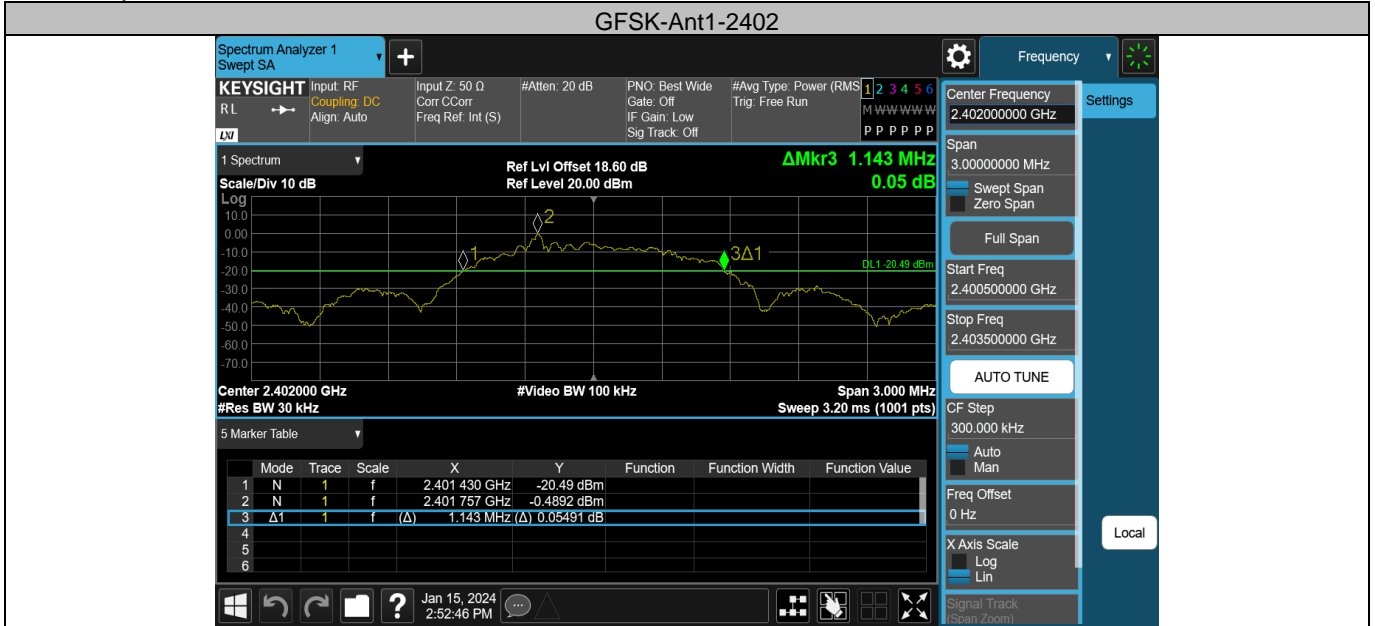 GFSK-Ant1-2402
Spectrum Analyzer 1
Swept SA
Frequency
KEYSIGHT
R L
LXI
Input: RF
Coupling: DC
Align: Auto
Input Z: 50 Ω
Corr CCorr
Freq Ref: Int (S)
#Atten: 20 dB
PNO: Best Wide
Gate: Off
IF Gain: Low
Sig Track: Off
#Avg Type: Power (RMS
Trig: Free Run
1 2 3 4 5 6
M W W W W W
P P P P P P
Center Frequency
2.402000000 GHz
Settings
Span
3.00000000 MHz
Swept Span
Zero Span
Full Span
Start Freq
2.400500000 GHz
Stop Freq
2.403500000 GHz
AUTO TUNE
CF Step
300.000 kHz
Auto
Man
Freq Offset
0 Hz
X Axis Scale
Log
Lin
Signal Track
(Span Zoom)
Local
1 Spectrum
Scale/Div 10 dB
Ref Lvl Offset 18.60 dB
Ref Level 20.00 dBm
ΔMkr3 1.143 MHz
0.05 dB
Log
10.0
0.00
-10.0
-20.0
-30.0
-40.0
-50.0
-60.0
-70.0
1
2
3Δ1
DL1 -20.49 dBm
Center 2.402000 GHz
#Video BW 100 kHz
Span 3.000 MHz
#Res BW 30 kHz
Sweep 3.20 ms (1001 pts)
5 Marker Table
Mode Trace Scale X Y Function Function Width Function Value
1 N 1 f 2.401 430 GHz -20.49 dBm
2 N 1 f 2.401 757 GHz -0.4892 dBm
3 Δ1 1 f (Δ) 1.143 MHz (Δ) 0.05491 dB
4
5
6
Jan 15, 2024
2:52:46 PM